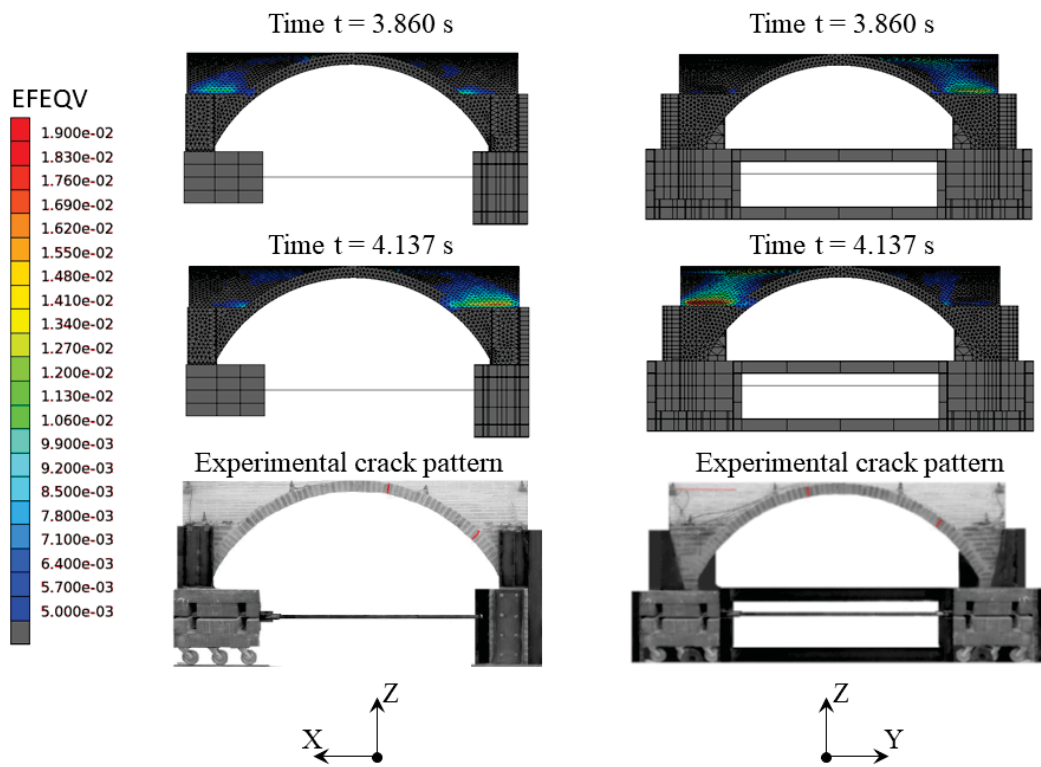 Time t = 3.860 s
Time t = 3.860 s
EFEQV
1.900e-02
1.830e-02
1.760e-02
1.690e-02
1.620e-02
1.550e-02
1.480e-02
1.410e-02
1.340e-02
1.270e-02
1.200e-02
1.130e-02
1.060e-02
9.900e-03
9.200e-03
8.500e-03
7.800e-03
7.100e-03
6.400e-03
5.700e-03
5.000e-03
Time t = 4.137 s
Time t = 4.137 s
Experimental crack pattern
Experimental crack pattern
Z
X
Z
Y